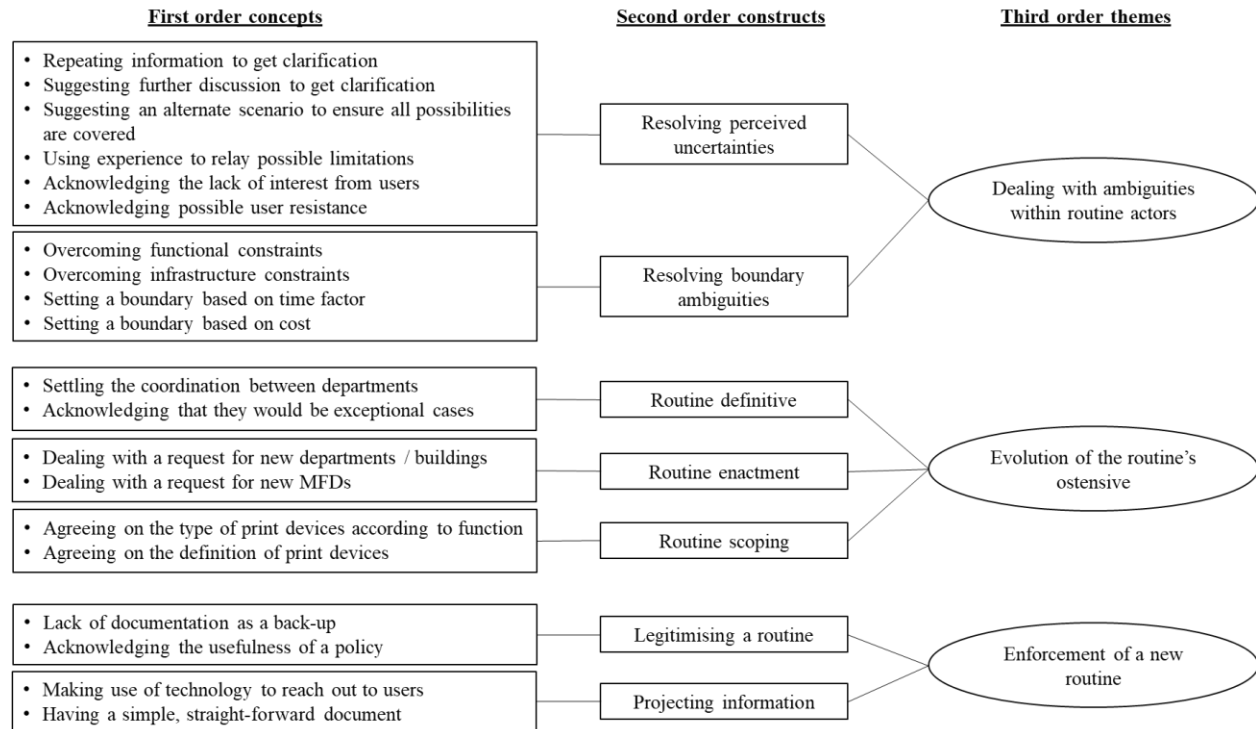 First order concepts
Second order constructs
Third order themes
• Repeating information to get clarification
• Suggesting further discussion to get clarification
• Suggesting an alternate scenario to ensure all possibilities
are covered
• Using experience to relay possible limitations
• Acknowledging the lack of interest from users
• Acknowledging possible user resistance
Resolving perceived
uncertainties
• Overcoming functional constraints
• Overcoming infrastructure constraints
• Setting a boundary based on time factor
• Setting a boundary based on cost
Resolving boundary
ambiguities
Dealing with ambiguities
within routine actors
• Settling the coordination between departments
• Acknowledging that they would be exceptional cases
Routine definitive
• Dealing with a request for new departments / buildings
• Dealing with a request for new MFDs
Routine enactment
• Agreeing on the type of print devices according to function
• Agreeing on the definition of print devices
Routine scoping
Evolution of the routine's
ostensive
• Lack of documentation as a back-up
• Acknowledging the usefulness of a policy
Legitimising a routine
• Making use of technology to reach out to users
• Having a simple, straight-forward document
Projecting information
Enforcement of a new
routine